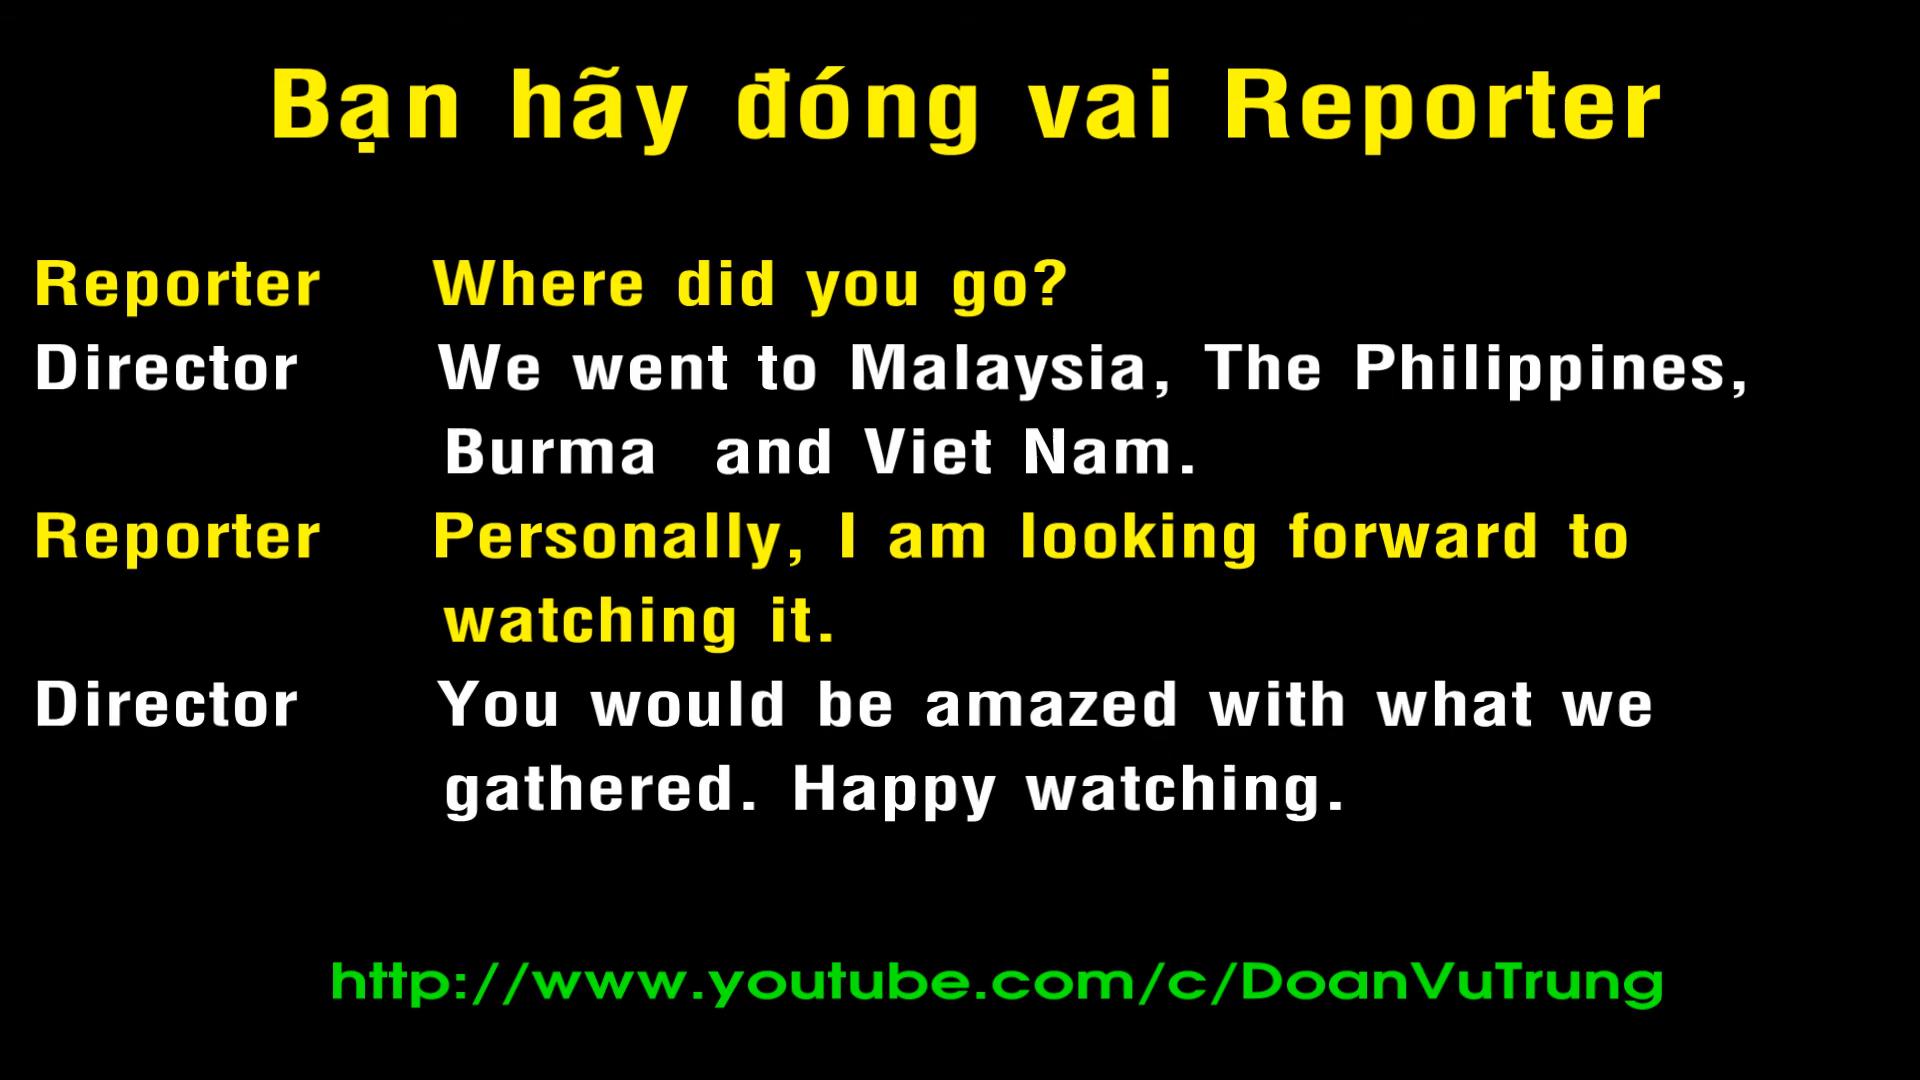 Bạn hãy đóng vai Reporter
Reporter Where did you go?
Director We went to Malaysia, The Philippines,
Burma and Viet Nam.
Reporter Personally, I am looking forward to
watching it.
Director You would be amazed with what we
gathered. Happy watching.
http://www.youtube.com/c/DoanVuTrung